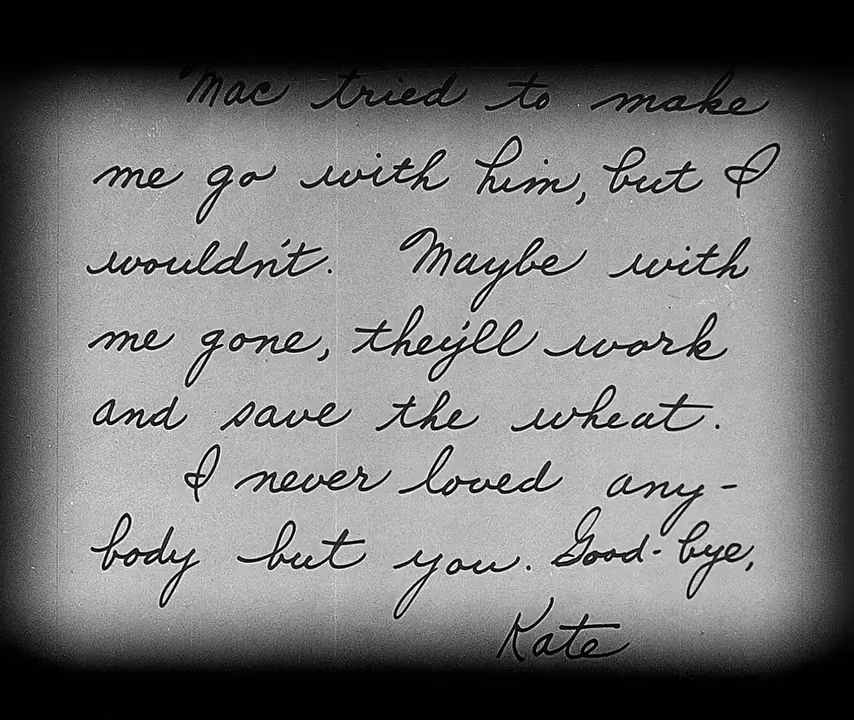 Mac tried to make
me go with him, but I
wouldn't. Maybe with
me gone, they'll work
and save the wheat.
I never loved any-
body but you. Good-bye,
Kate